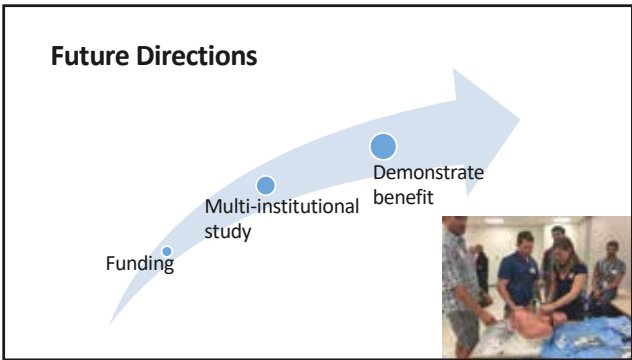 Future Directions
Demonstrate
benefit
Multi-institutional
study
Funding